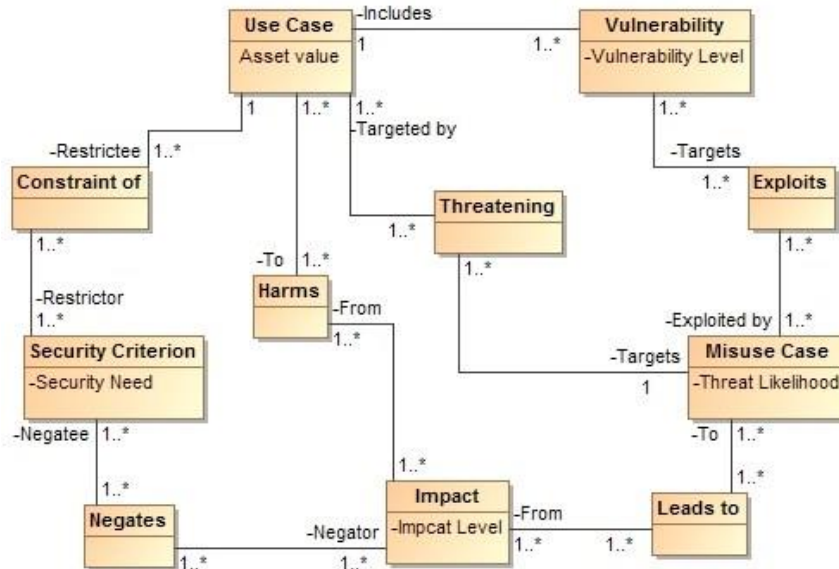 -Includes
Use Case
Asset value
1
1..*
Vulnerability
-Vulnerability Level
1
1..*
1..*
1..*
-Targeted by
-Restrictee
1..*
-Targets
1..*
Constraint of
1..*
Threatening
1..*
1..*
Exploits
1..*
-To
1..*
Harms
-From
1..*
-Restrictor
1..*
Security Criterion
-Security Need
-Exploited by
1..*
-Targets
1
Misuse Case
-Threat Likelihood
-Negatee
1..*
-To
1..*
1..*
1..*
1..*
Negates
1..*
-Negator
1..*
Impact
-Impcat Level
-From
1..*
1..*
Leads to